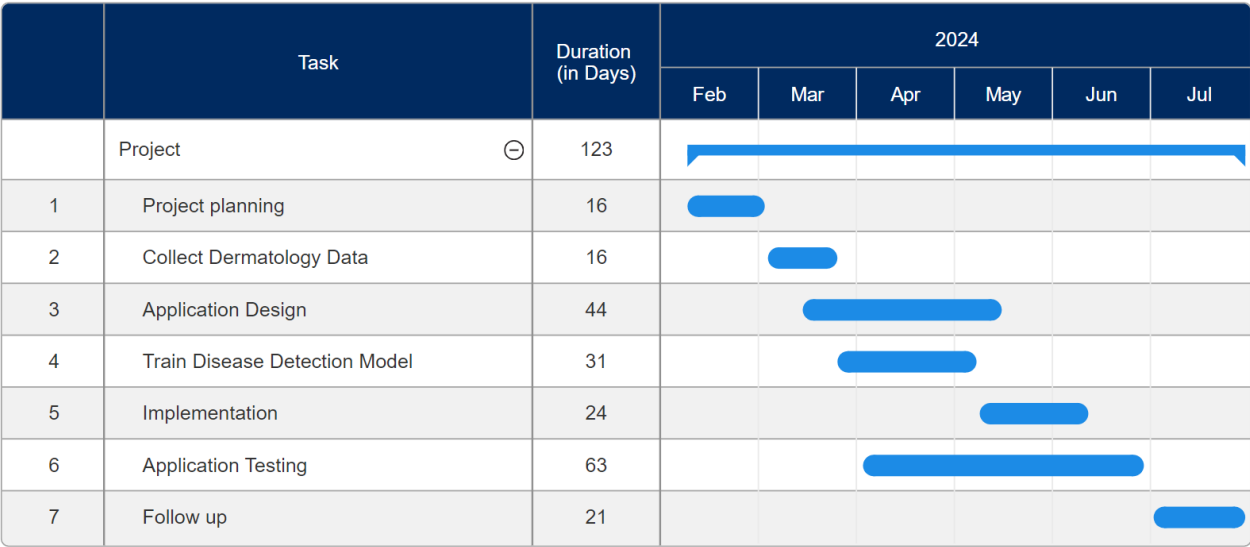 Task
Duration
(in Days)
2024
Feb Mar Apr May Jun Jul
Project 123
1 Project planning 16
2 Collect Dermatology Data 16
3 Application Design 44
4 Train Disease Detection Model 31
5 Implementation 24
6 Application Testing 63
7 Follow up 21